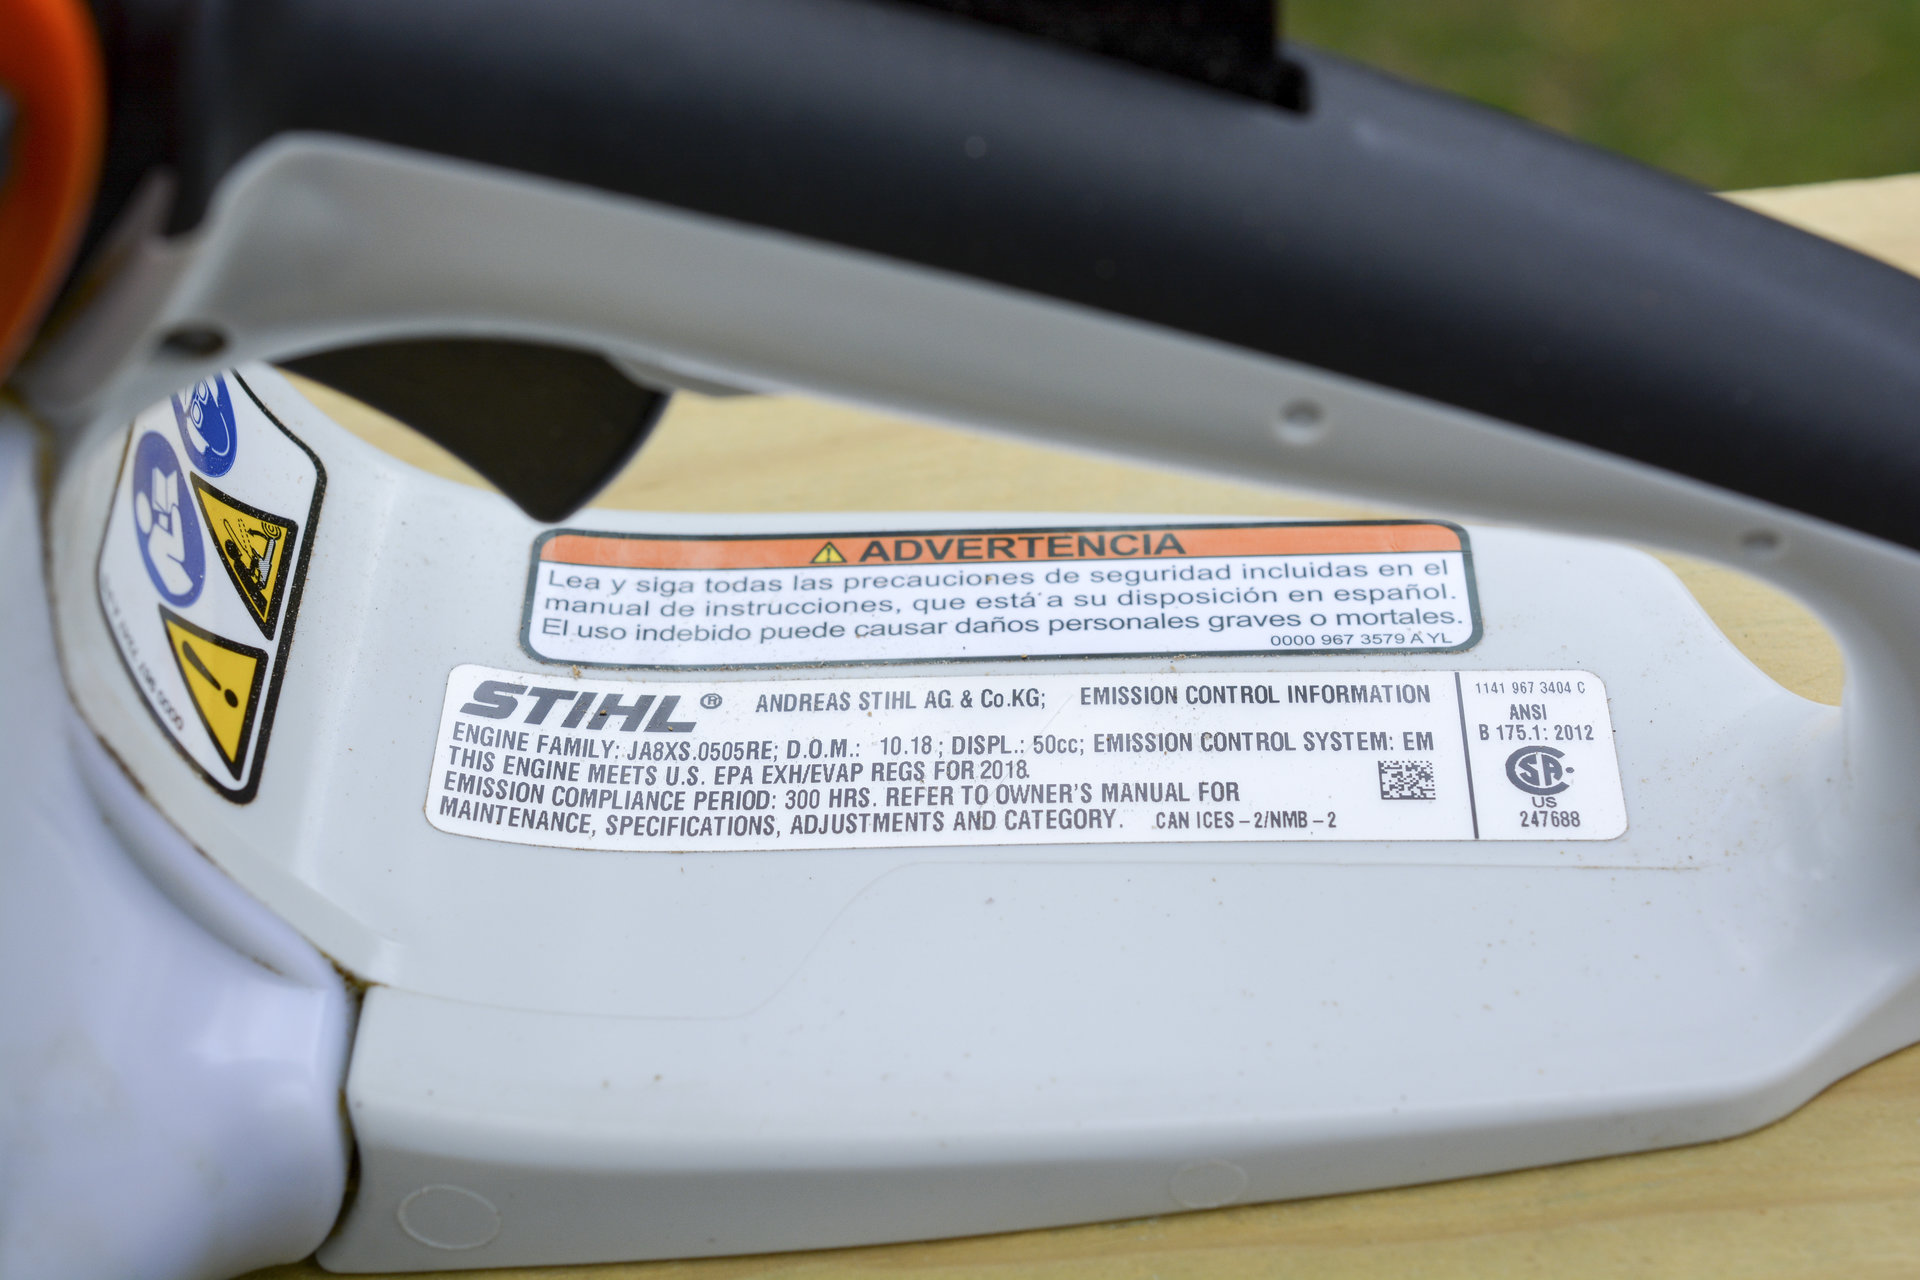 ADVERTENCIA
Lea y siga todas las precauciones de seguridad incluidas en el
manual de instrucciones, que está a su disposición en español.
El uso indebido puede causar daños personales graves o mortales.
0000 967 3579 A YL
STIHL® ANDREAS STIHL AG & Co.KG; EMISSION CONTROL INFORMATION
ENGINE FAMILY: JA8XS.0505RE; D.O.M.: 10.18; DISPL.: 50cc; EMISSION CONTROL SYSTEM: EM
THIS ENGINE MEETS U.S. EPA EXH/EVAP REGS FOR 2018.
EMISSION COMPLIANCE PERIOD: 300 HRS. REFER TO OWNER'S MANUAL FOR
MAINTENANCE, SPECIFICATIONS, ADJUSTMENTS AND CATEGORY. CAN ICES-2/NMB-2
1141 967 3404 C
ANSI
B 175.1: 2012
SA
US
247688